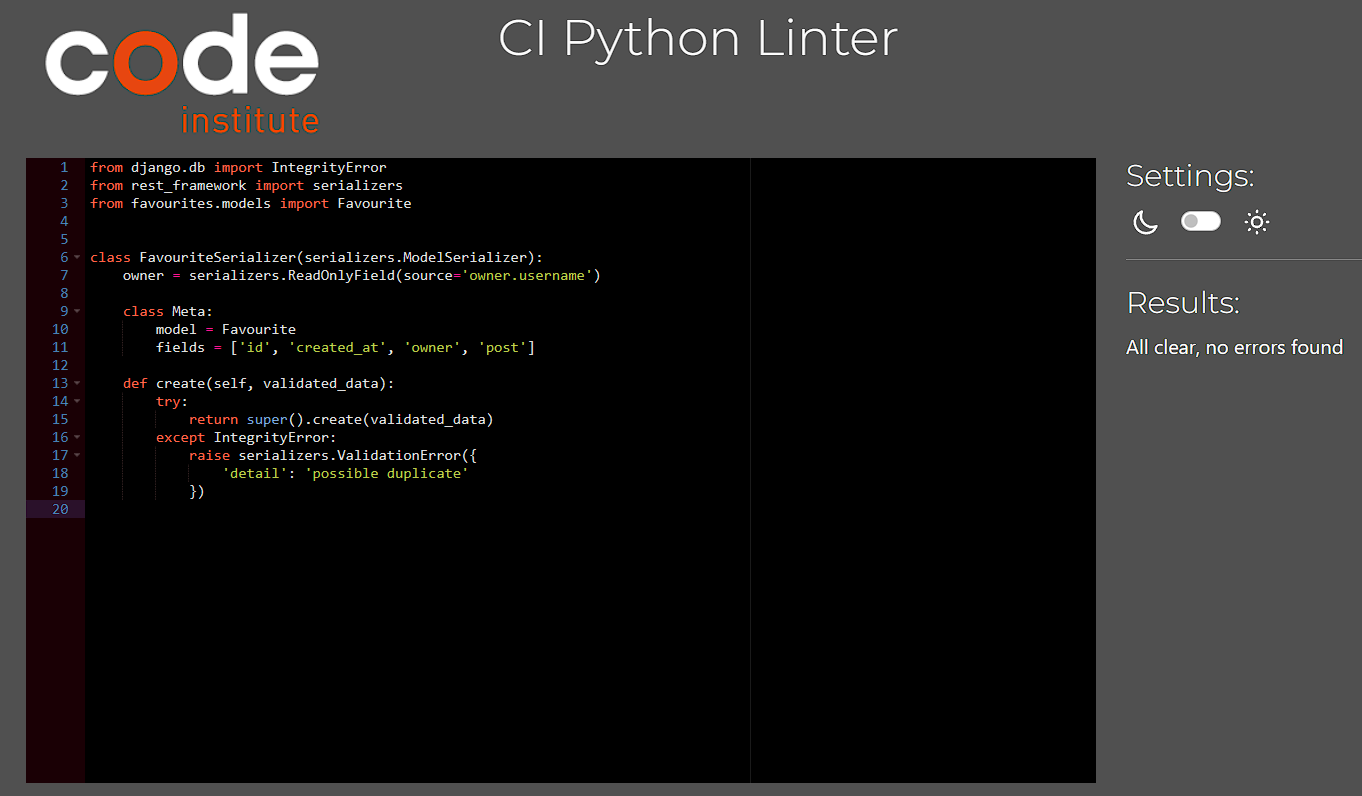 code
institute
CI Python Linter
1 from django.db import IntegrityError
2 from rest_framework import serializers
3 from favourites.models import Favourite
4
5
6 class FavouriteSerializer(serializers.ModelSerializer):
7     owner = serializers.ReadOnlyField(source='owner.username')
8
9     class Meta:
10         model = Favourite
11         fields = ['id', 'created_at', 'owner', 'post']
12
13     def create(self, validated_data):
14         try:
15             return super().create(validated_data)
16         except IntegrityError:
17             raise serializers.ValidationError({
18                 'detail': 'possible duplicate'
19             })
20
Settings:
Results:
All clear, no errors found